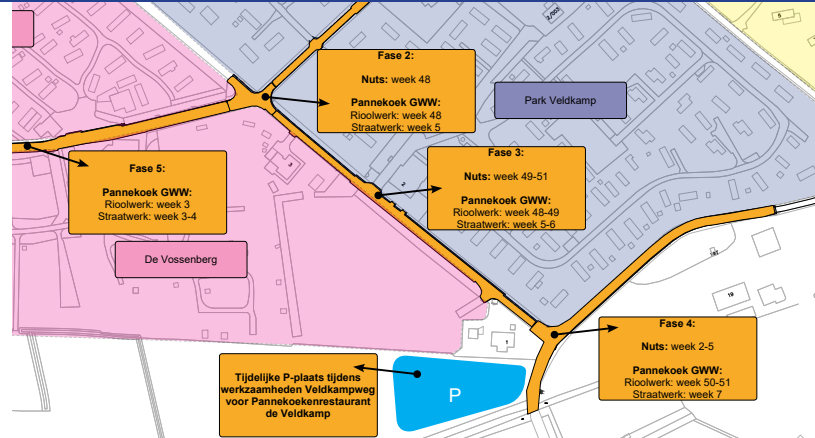 Fase 2:
Nuts: week 48
Pannekoek GWW:
Rioolwerk: week 48
Straatwerk: week 5
Park Veldkamp
Fase 3:
Nuts: week 49-51
Pannekoek GWW:
Rioolwerk: week 48-49
Straatwerk: week 5-6
Fase 5:
Pannekoek GWW:
Rioolwerk: week 3
Straatwerk: week 3-4
De Vossenberg
Fase 4:
Nuts: week 2-5
Pannekoek GWW:
Rioolwerk: week 50-51
Straatwerk: week 7
Tijdelijke P-plaats tijdens
werkzaamheden Veldkampweg
voor Pannekoekenrestaurant
de Veldkamp
P
19
1
2